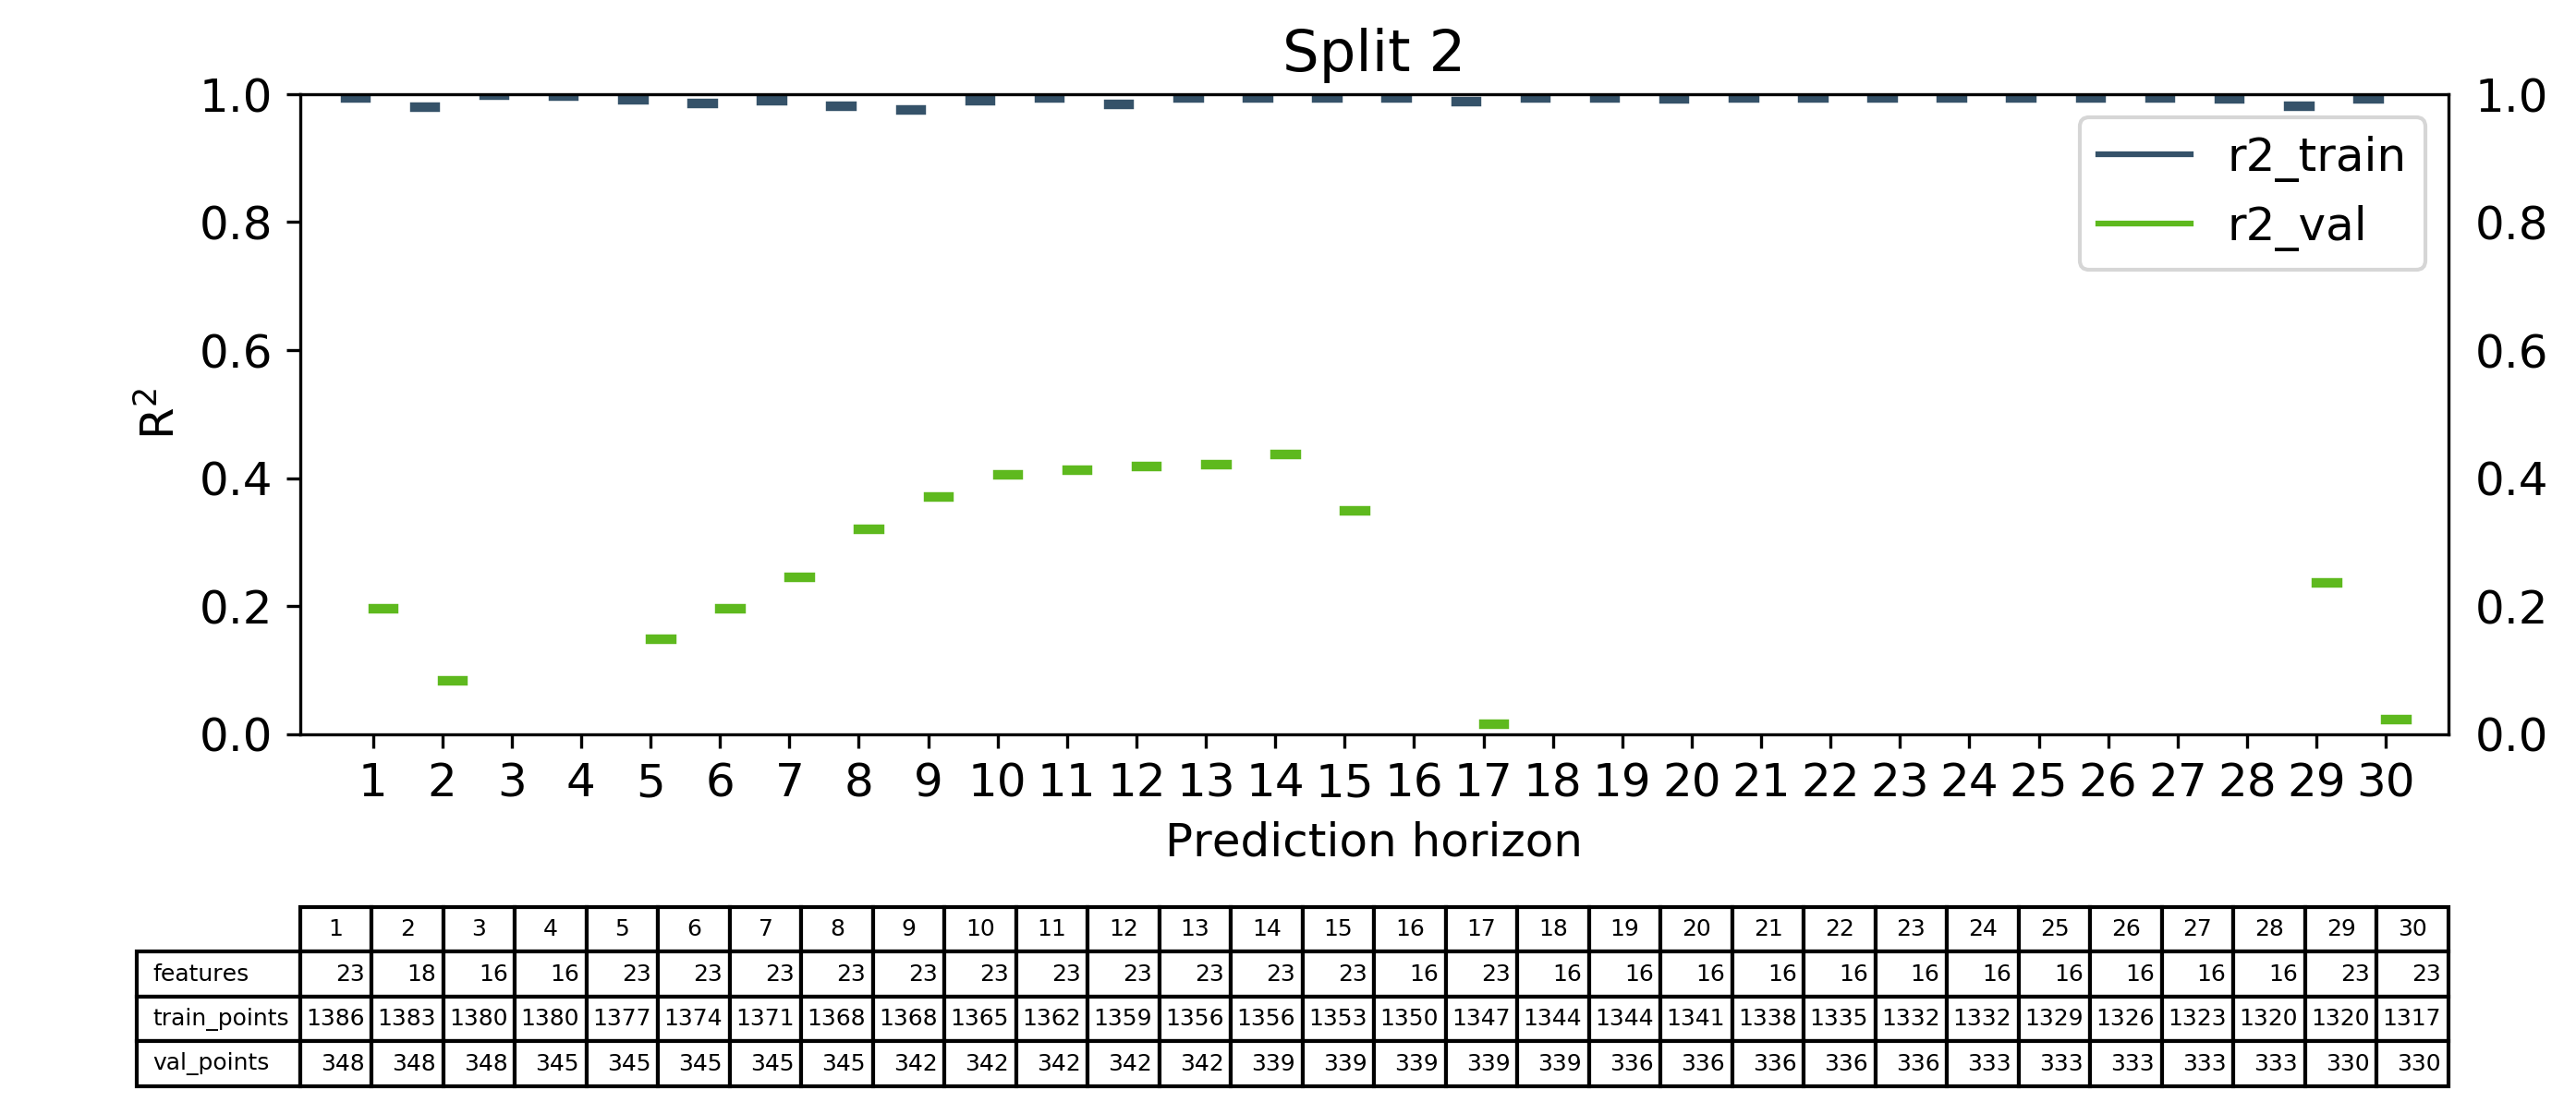 Split 2
1.0 1.0
0.8 0.8
0.6 0.6
0.4 0.4
0.2 0.2
0.0 0.0
R²
r2_train
r2_val
1 2 3 4 5 6 7 8 9 10 11 12 13 14 15 16 17 18 19 20 21 22 23 24 25 26 27 28 29 30
Prediction horizon
1 2 3 4 5 6 7 8 9 10 11 12 13 14 15 16 17 18 19 20 21 22 23 24 25 26 27 28 29 30
features 23 18 16 16 23 23 23 23 23 23 23 23 23 23 23 16 23 16 16 16 16 16 16 16 16 16 16 16 23 23
train_points 1386 1383 1380 1380 1377 1374 1371 1368 1368 1365 1362 1359 1356 1356 1353 1350 1347 1344 1344 1341 1338 1335 1332 1332 1329 1326 1323 1320 1320 1317
val_points 348 348 348 345 345 345 345 345 342 342 342 342 342 339 339 339 339 339 336 336 336 336 336 333 333 333 333 333 330 330